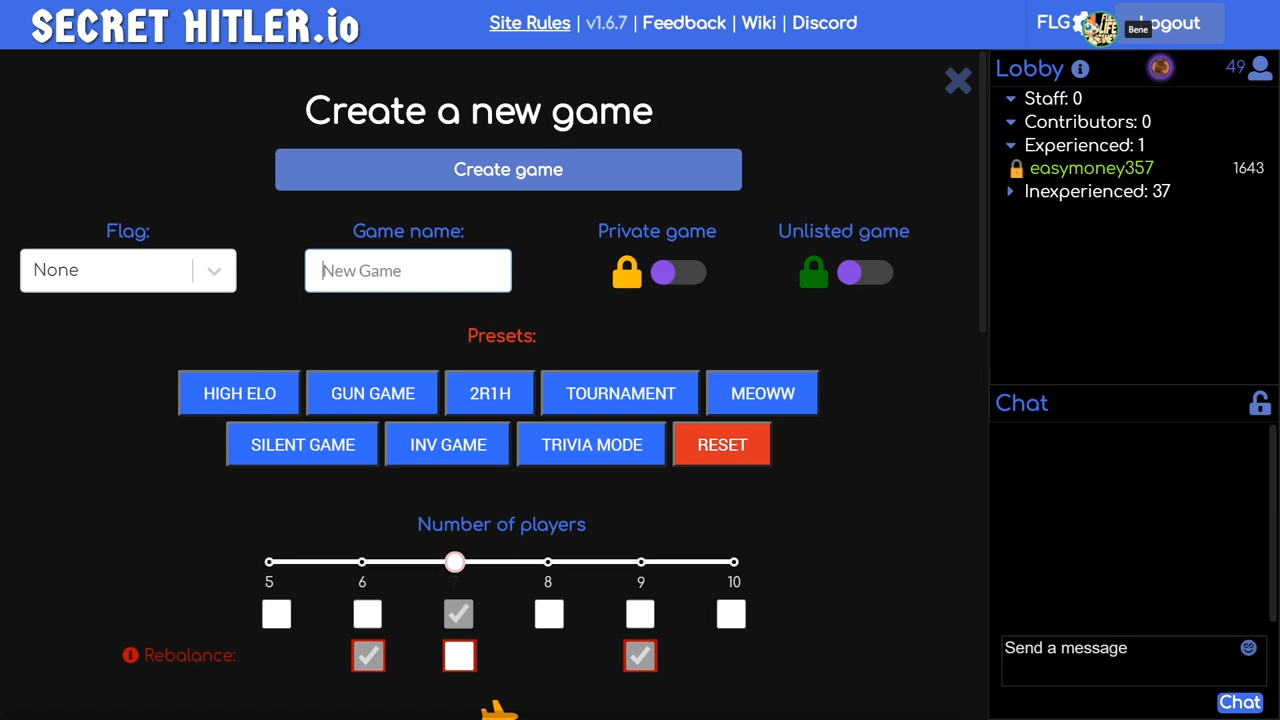 SECRET HITLER.io
Site Rules | v1.6.7 | Feedback | Wiki | Discord
FLG
Bene
Logout
Create a new game
Create game
Flag:
Game name:
Private game
Unlisted game
None
New Game
Presets:
HIGH ELO
GUN GAME
2R1H
TOURNAMENT
MEOWW
SILENT GAME
INV GAME
TRIVIA MODE
RESET
Number of players
5 6 7 8 9 10
Rebalance:
Lobby
49
Staff: 0
Contributors: 0
Experienced: 1
easymoney357 1643
Inexperienced: 37
Chat
Send a message
Chat